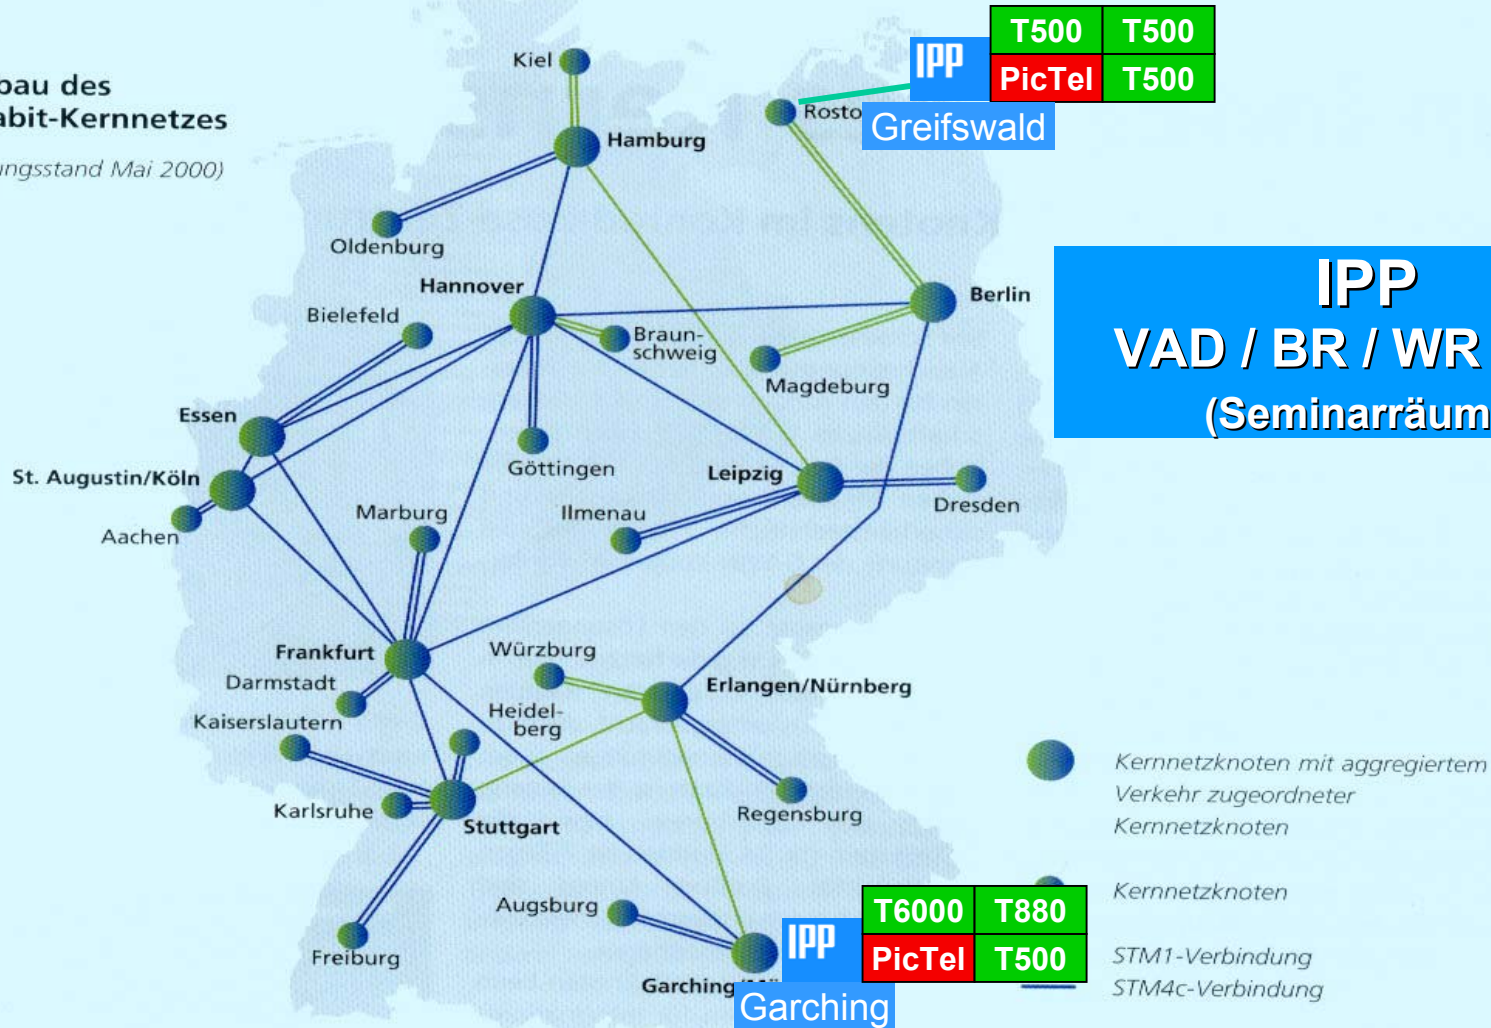 bau des
abit-Kernnetzes
ngsstand Mai 2000)
Kiel
Hamburg
Oldenburg
Rosto
IPP
Greifswald
T500 T500
PicTel T500
Hannover
Bielefeld
Braun-
schweig
Berlin
Magdeburg
IPP
VAD / BR / WR
(Seminarräum
Essen
St. Augustin/Köln
Aachen
Göttingen
Leipzig
Dresden
Marburg
Ilmenau
Frankfurt
Darmstadt
Kaiserslautern
Würzburg
Heidel-
berg
Erlangen/Nürnberg
Karlsruhe
Stuttgart
Regensburg
Freiburg
Augsburg
Garching
IPP
Garching
T6000 T880
PicTel T500
Kernnetzknoten mit aggregiertem
Verkehr zugeordneter
Kernnetzknoten
Kernnetzknoten
STM1-Verbindung
STM4c-Verbindung